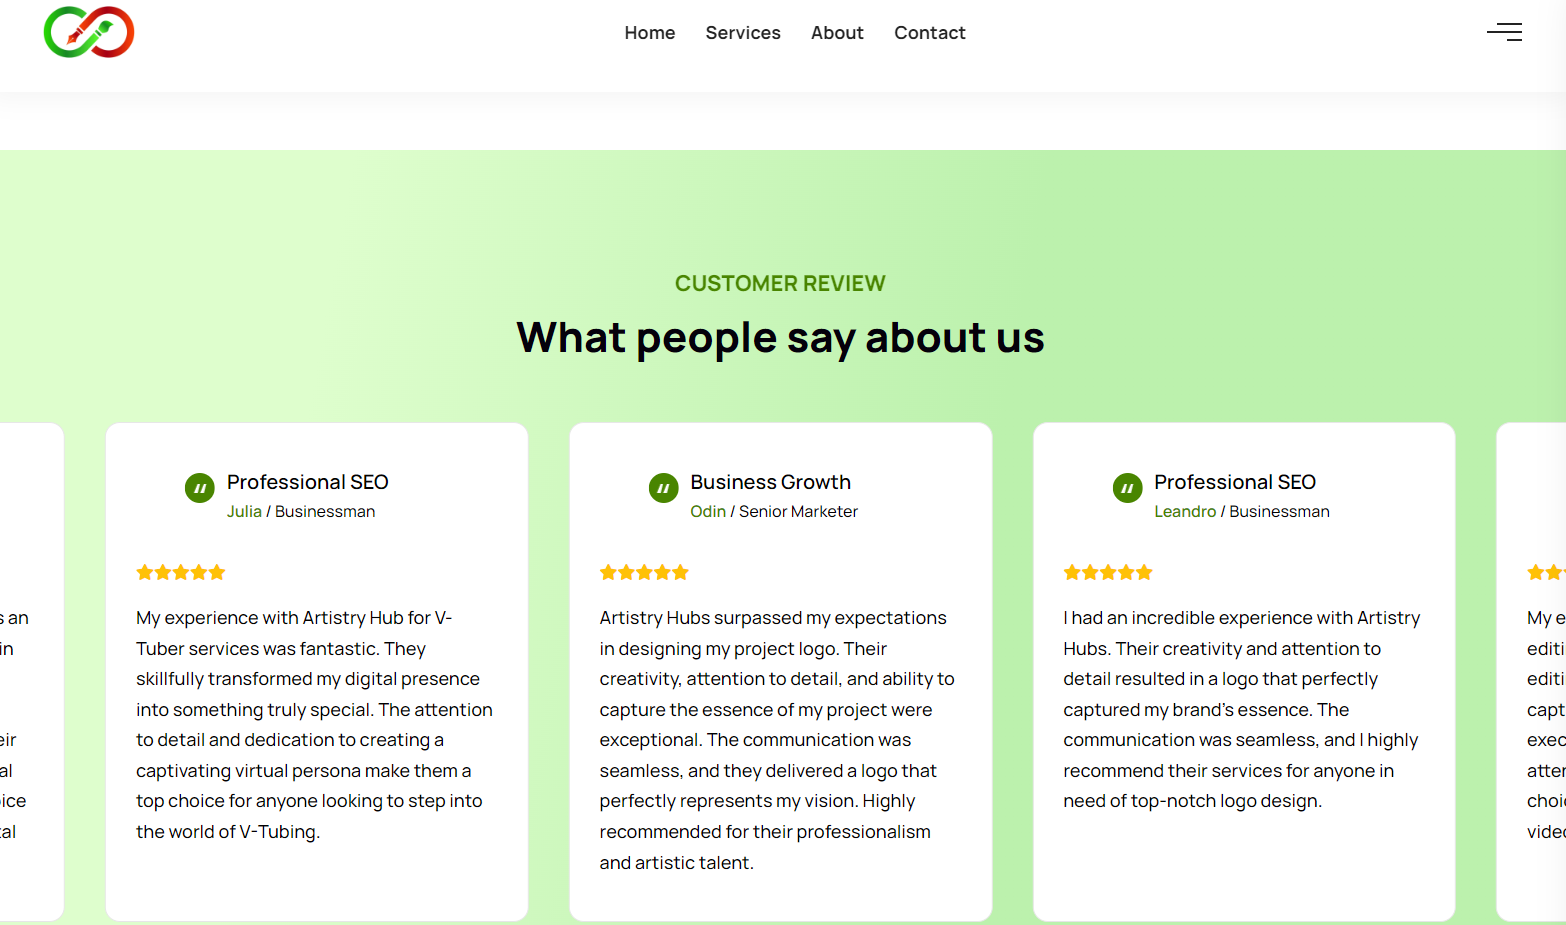 Home Services About Contact
CUSTOMER REVIEW
What people say about us
s an
in
eir
al
ice
tal
Professional SEO
Julia / Businessman
My experience with Artistry Hub for V-
Tuber services was fantastic. They
skillfully transformed my digital presence
into something truly special. The attention
to detail and dedication to creating a
captivating virtual persona make them a
top choice for anyone looking to step into
the world of V-Tubing.
Business Growth
Odin / Senior Marketer
Artistry Hubs surpassed my expectations
in designing my project logo. Their
creativity, attention to detail, and ability to
capture the essence of my project were
exceptional. The communication was
seamless, and they delivered a logo that
perfectly represents my vision. Highly
recommended for their professionalism
and artistic talent.
Professional SEO
Leandro / Businessman
I had an incredible experience with Artistry
Hubs. Their creativity and attention to
detail resulted in a logo that perfectly
captured my brand's essence. The
communication was seamless, and I highly
recommend their services for anyone in
need of top-notch logo design.
My e
editi
editi
capt
exec
atter
choi
vide